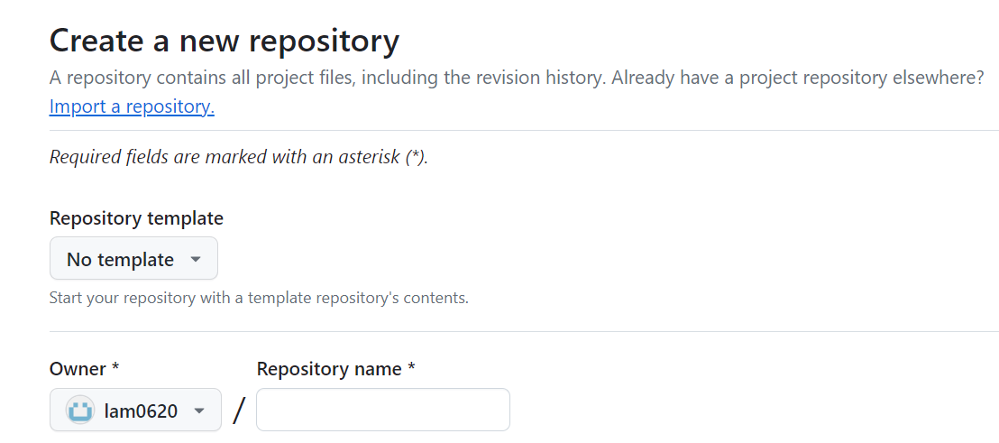 Create a new repository
A repository contains all project files, including the revision history. Already have a project repository elsewhere?
Import a repository.
Required fields are marked with an asterisk (*).
Repository template
No template
Start your repository with a template repository's contents.
Owner * Repository name *
lam0620 /